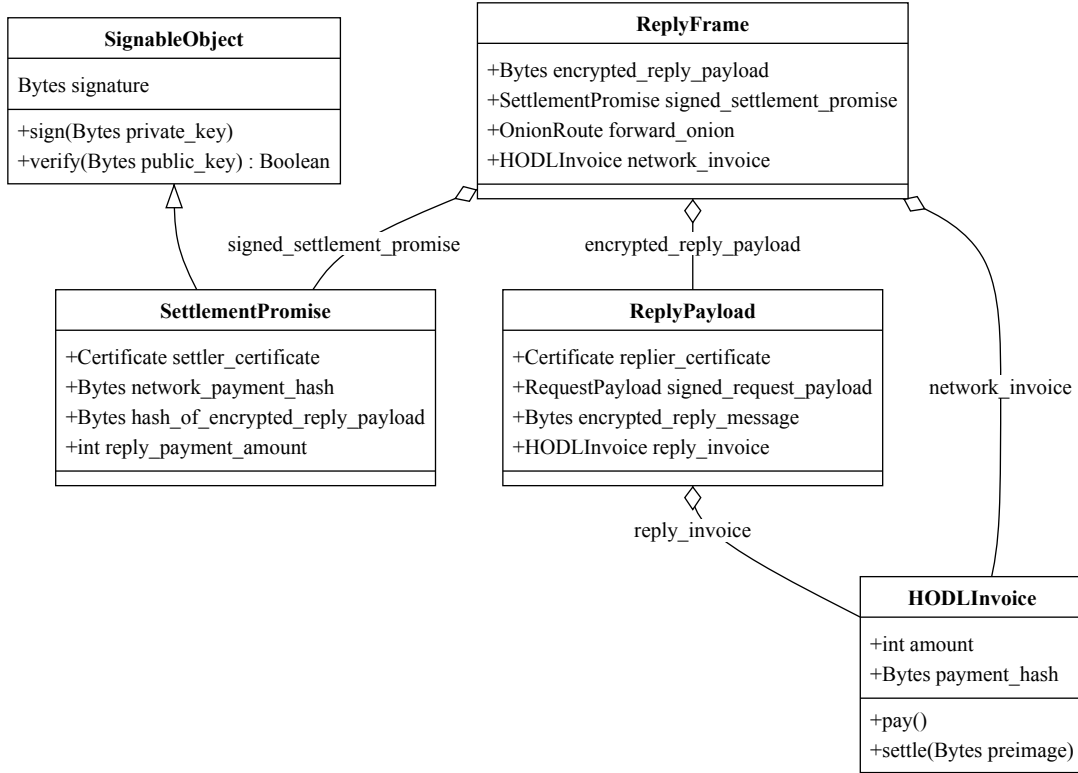 SignableObject
Bytes signature
+sign(Bytes private_key)
+verify(Bytes public_key) : Boolean
ReplyFrame
+Bytes encrypted_reply_payload
+SettlementPromise signed_settlement_promise
+OnionRoute forward_onion
+HODLInvoice network_invoice
signed_settlement_promise
encrypted_reply_payload
SettlementPromise
+Certificate settler_certificate
+Bytes network_payment_hash
+Bytes hash_of_encrypted_reply_payload
+int reply_payment_amount
ReplyPayload
+Certificate replier_certificate
+RequestPayload signed_request_payload
+Bytes encrypted_reply_message
+HODLInvoice reply_invoice
network_invoice
reply_invoice
HODLInvoice
+int amount
+Bytes payment_hash
+pay()
+settle(Bytes preimage)